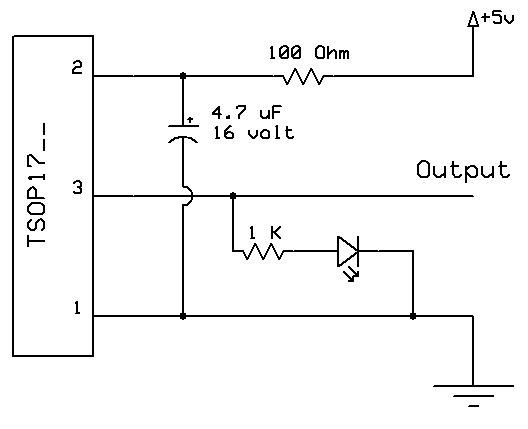 +5v
100 Ohm
2
4.7 uF
16 volt
TSOP17__
3
Output
1 K
1